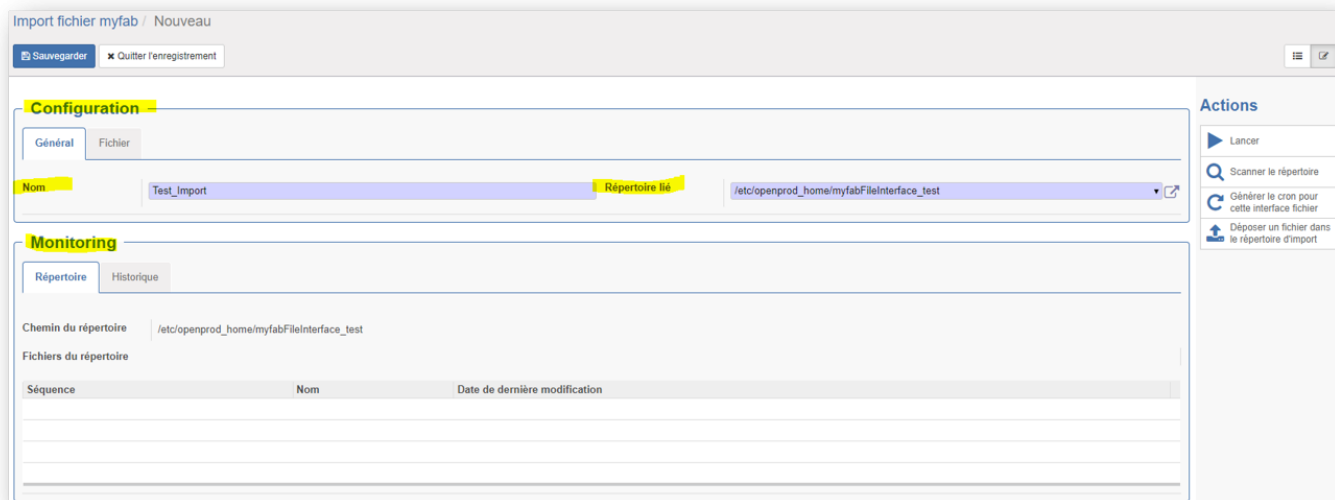 Import fichier myfab / Nouveau
Sauvegarder
Quitter l'enregistrement
Configuration
Général
Fichier
Nom
Test_Import
Répertoire lié
/etc/openprod_home/myfabFileInterface_test
Monitoring
Répertoire
Historique
Chemin du répertoire
/etc/openprod_home/myfabFileInterface_test
Fichiers du répertoire
Séquence
Nom
Date de dernière modification
Actions
Lancer
Scanner le répertoire
Générer le cron pour
cette interface fichier
Déposer un fichier dans
le répertoire d'import